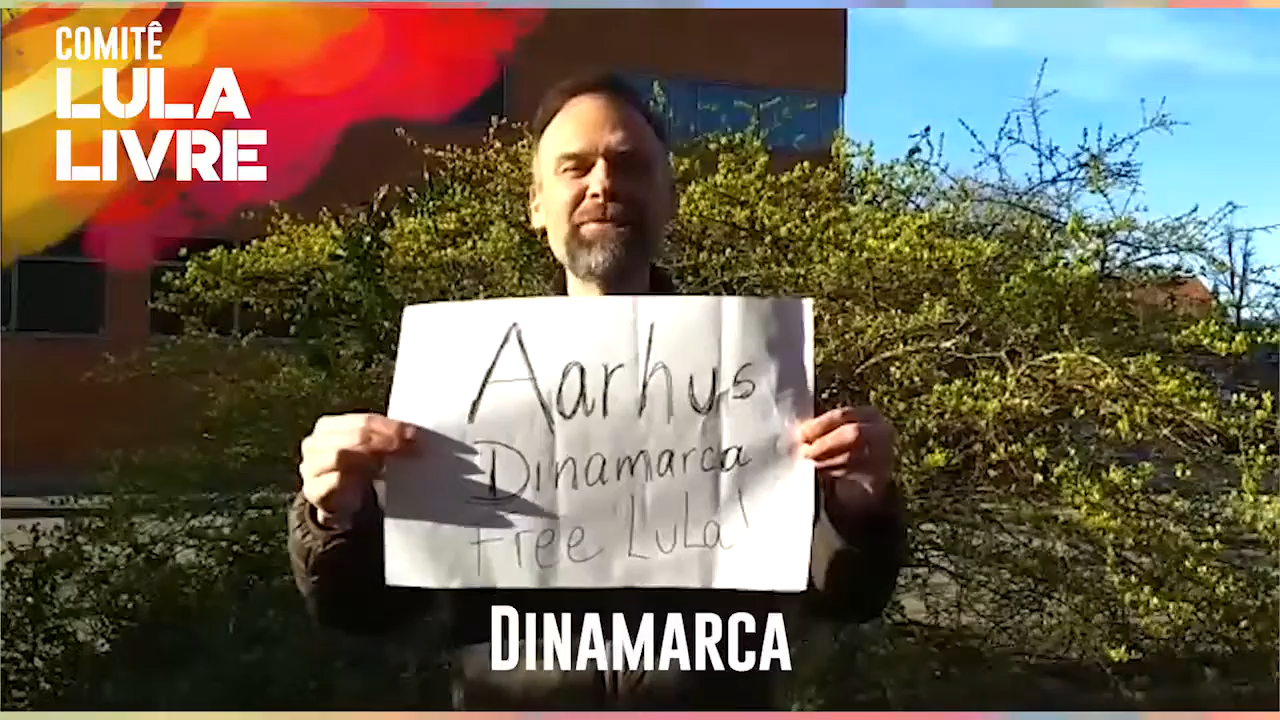 COMITÊ
LULA
LIVRE
Aarhus
Dinamarca
Free LuLa!
DINAMARCA